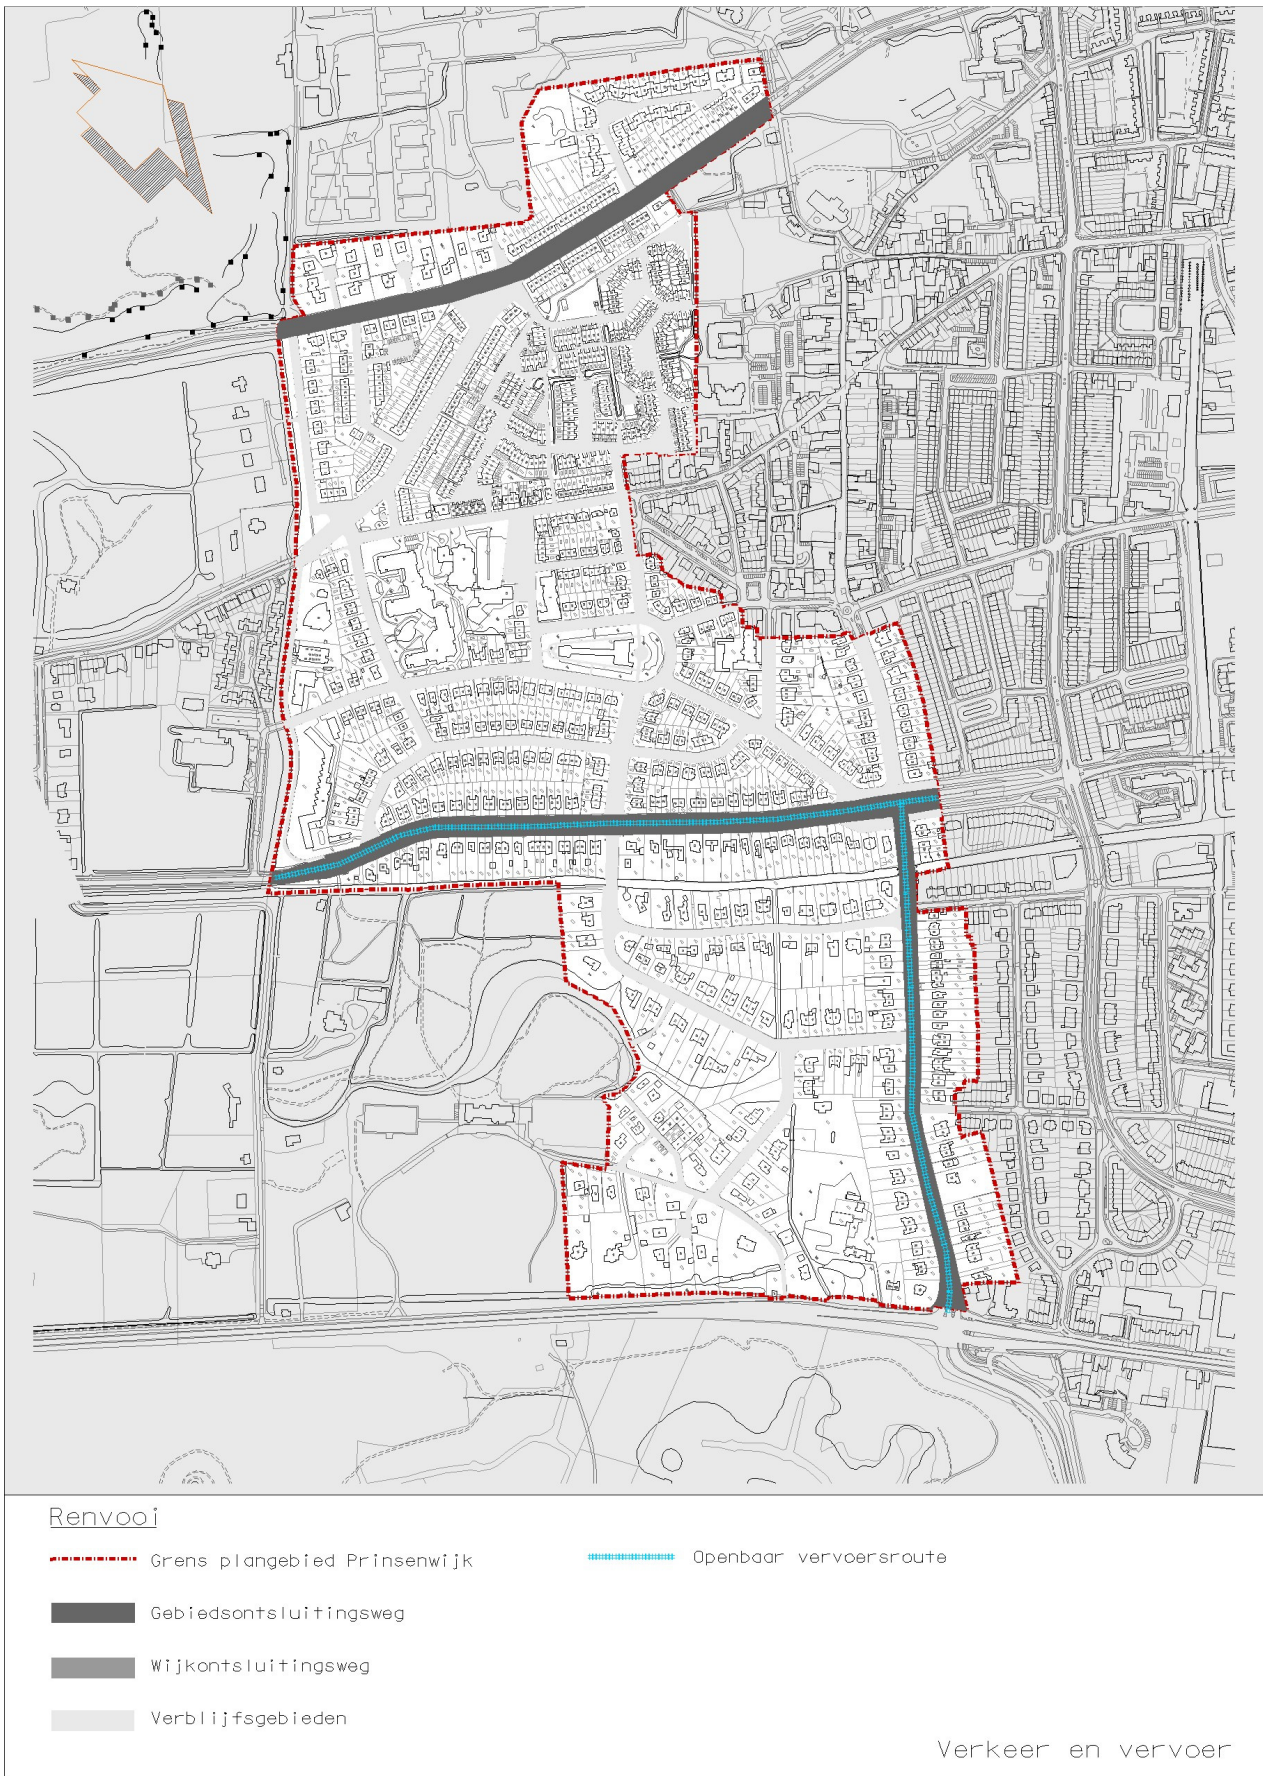 Renvooi
Grens plangebied Prinsenwijk
Openbaar vervoersroute
Gebiedsontsluitingsweg
Wijkontsluitingsweg
Verblijfsgebieden
Verkeer en vervoer